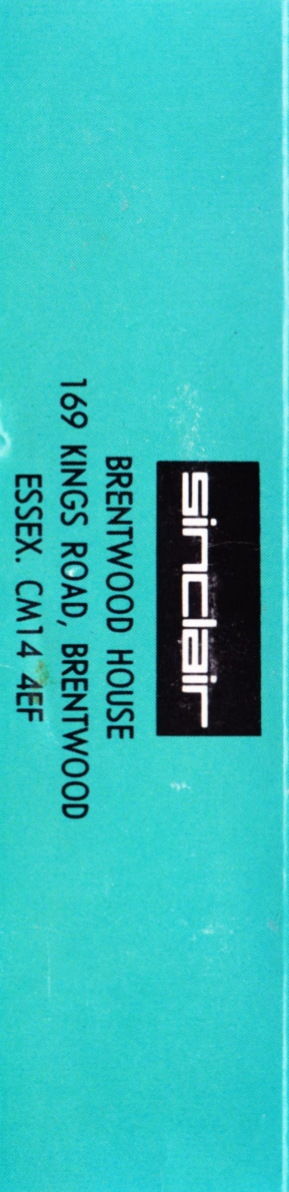 sinclair
BRENTWOOD HOUSE
169 KINGS ROAD, BRENTWOOD
ESSEX. CM14 4EF